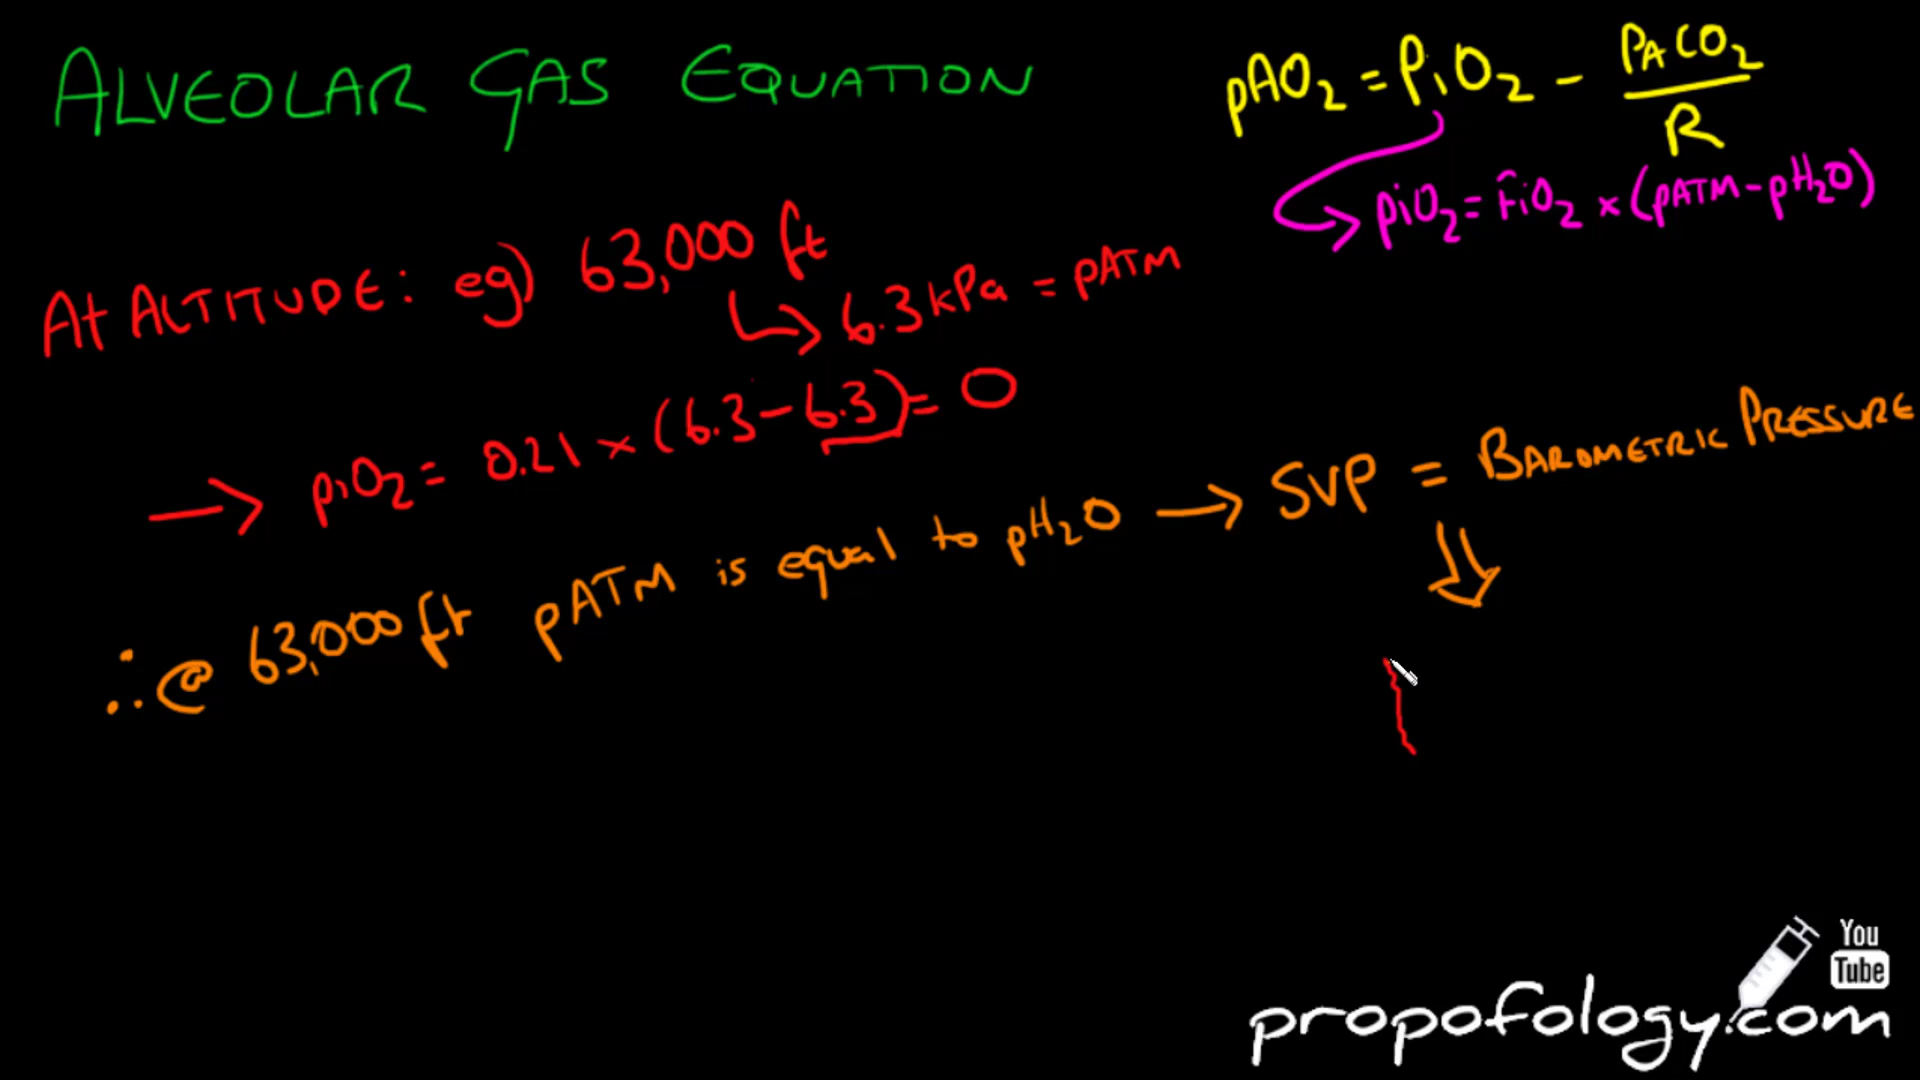 ALVEOLAR GAS EQUATION
pAO₂ = PiO₂ - PACO₂/R
piO₂ = FiO₂ × (pATM - pH₂O)
At ALTITUDE: eg) 63,000 ft
6.3 kPa = pATM
→ piO₂ = 0.21 × (6.3 - 6.3) = 0
∴ @ 63,000 ft pATM is equal to pH₂O → SVP = BAROMETRIC PRESSURE
You
Tube
propofology.com